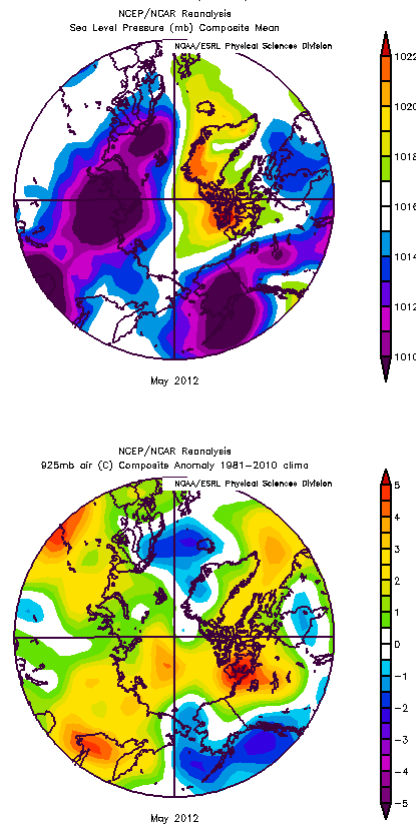 NCEP/NCAR Reanalysis
Sea Level Pressure (mb) Composite Mean
NOAA/ESRL Physical Sciences Division
1022
1020
1018
1016
1014
1012
1010
May 2012
NCEP/NCAR Reanalysis
925mb air (C) Composite Anomaly 1981-2010 climo
NOAA/ESRL Physical Sciences Division
5
4
3
2
1
0
-1
-2
-3
-4
-5
May 2012